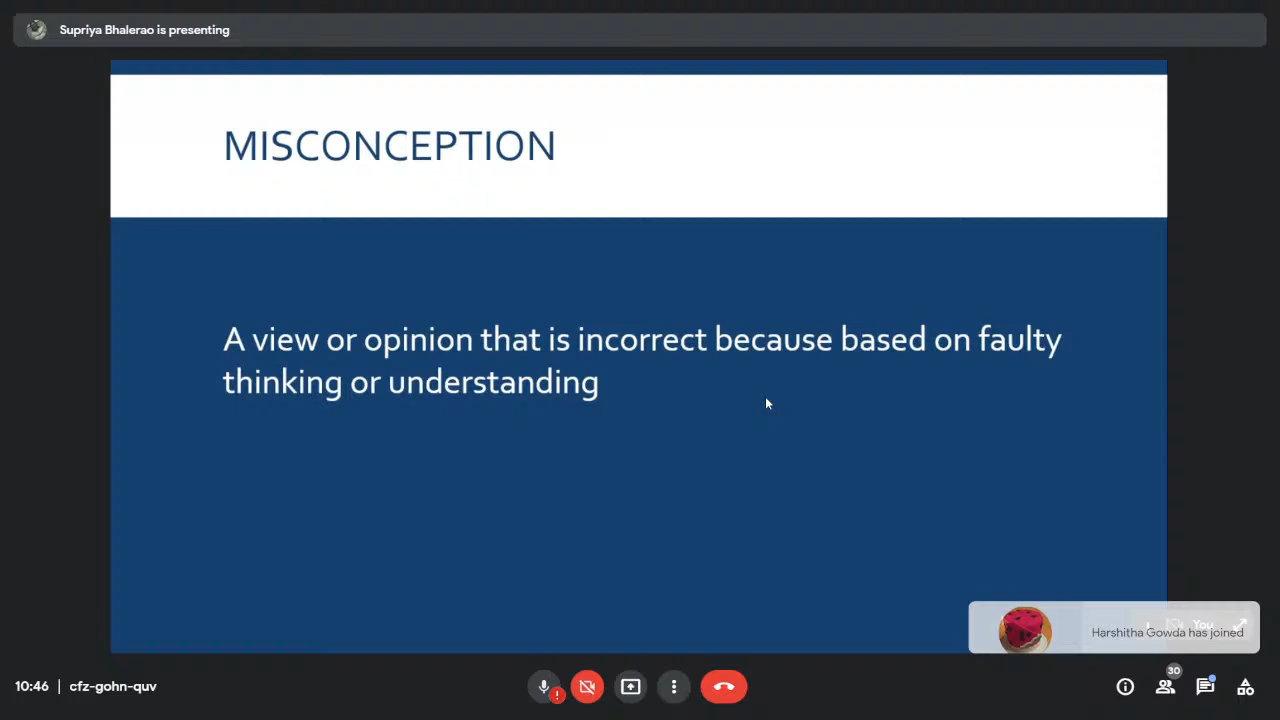 Supriya Bhalerao is presenting
MISCONCEPTION
A view or opinion that is incorrect because based on faulty
thinking or understanding
You
Harshitha Gowda has joined
10:46 | cfz-gohn-quv
!
30